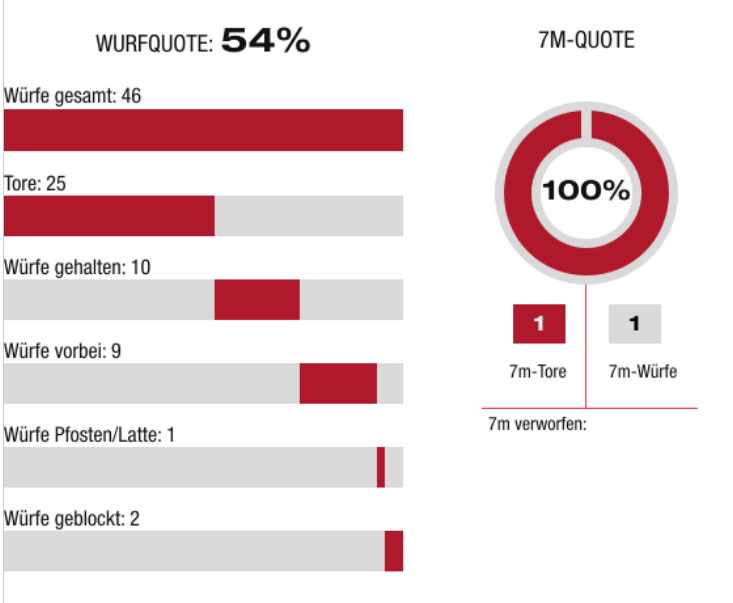 WURFQUOTE: 54%
Würfe gesamt: 46
Tore: 25
Würfe gehalten: 10
Würfe vorbei: 9
Würfe Pfosten/Latte: 1
Würfe geblockt: 2
7M-QUOTE
100%
1 1
7m-Tore 7m-Würfe
7m verworfen: